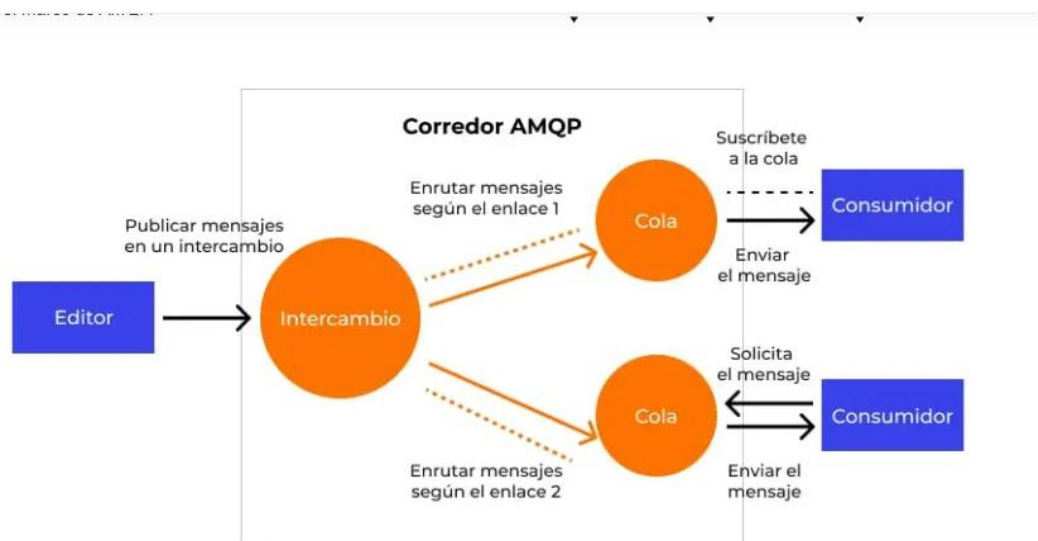 Corredor AMQP
Suscríbete
a la cola
Enrutar mensajes
según el enlace 1
Cola
Consumidor
Publicar mensajes
en un intercambio
Enviar
el mensaje
Editor
Intercambio
Solicita
el mensaje
Cola
Consumidor
Enrutar mensajes
según el enlace 2
Enviar el
mensaje